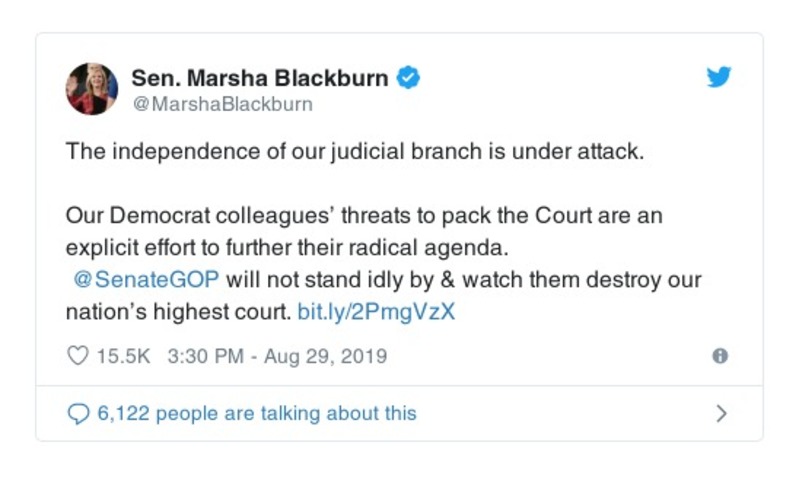 Sen. Marsha Blackburn
@MarshaBlackburn
The independence of our judicial branch is under attack.
Our Democrat colleagues’ threats to pack the Court are an
explicit effort to further their radical agenda.
@SenateGOP will not stand idly by & watch them destroy our
nation’s highest court. bit.ly/2PmgVzX
15.5K 3:30 PM - Aug 29, 2019
6,122 people are talking about this